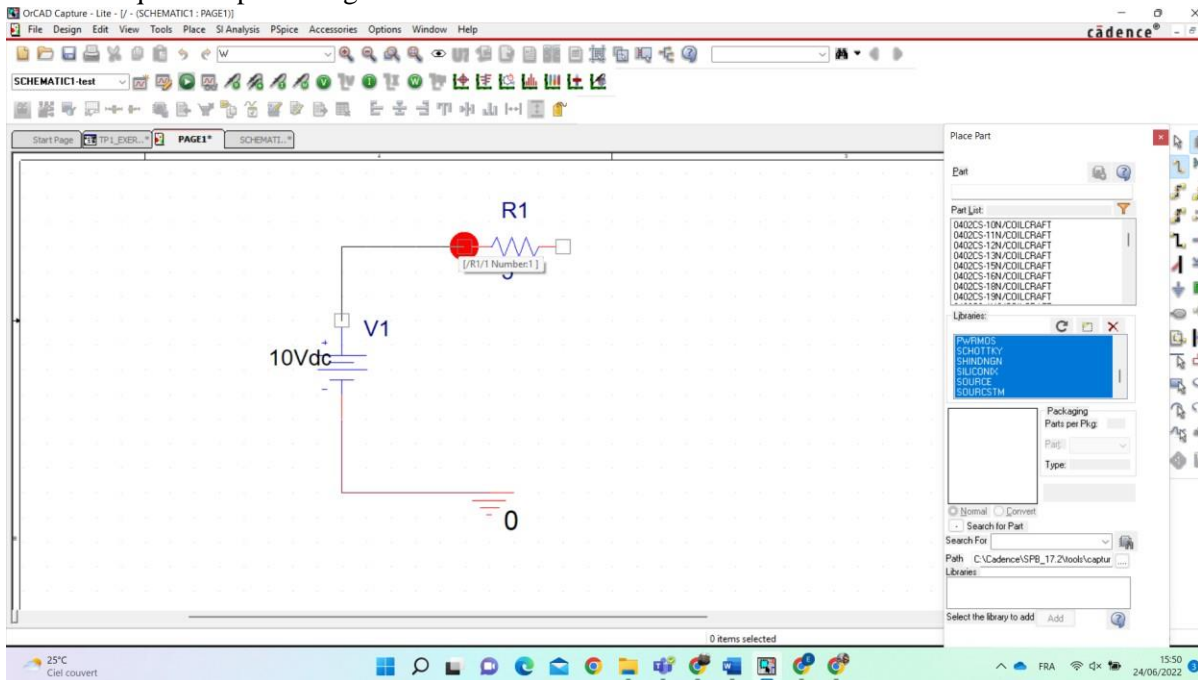 OrCAD Capture - Lite - [/ - (SCHEMATIC1 : PAGE1)]
File Design Edit View Tools Place SI Analysis PSpice Accessories Options Window Help
cādence®
W
SCHEMATIC1-test
Start Page TP1_EXER...* PAGE1* SCHEMATI...*
R1
[/R1/1 Number:1 ]
V1
10Vdc
+
-
0
Place Part
Part
Part List:
0402CS-10N/COILCRAFT
0402CS-11N/COILCRAFT
0402CS-12N/COILCRAFT
0402CS-13N/COILCRAFT
0402CS-15N/COILCRAFT
0402CS-16N/COILCRAFT
0402CS-18N/COILCRAFT
0402CS-19N/COILCRAFT
Libraries:
PWRMOS
SCHOTTKY
SHINDNGN
SILICONIX
SOURCE
SOURCSTM
Packaging
Parts per Pkg:
Part:
Type:
Normal Convert
- Search for Part
Search For
Path C:\Cadence\SPB_17.2\tools\captur ...
Libraries
Select the library to add Add
0 items selected
25°C
Ciel couvert
FRA
15:50
24/06/2022